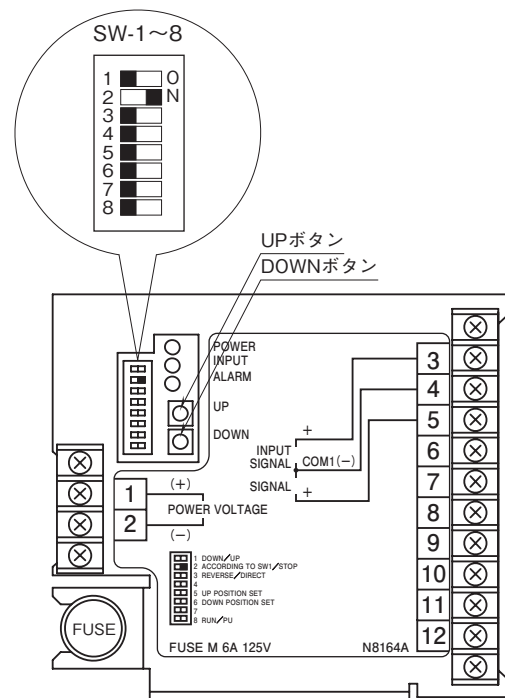 SW-1～8
1 O
2 N
3
4
5
6
7
8
UPボタン
DOWNボタン
POWER
INPUT
ALARM
UP
DOWN
1
2
(+)
POWER VOLTAGE
(−)
+
INPUT
SIGNAL COM1(−)
SIGNAL +
3
4
5
6
7
8
9
10
11
12
1 DOWN/UP
2 ACCORDING TO SW1/STOP
3 REVERSE/DIRECT
4
5 UP POSITION SET
6 DOWN POSITION SET
7
8 RUN/PU
FUSE
FUSE M 6A 125V
N8164A